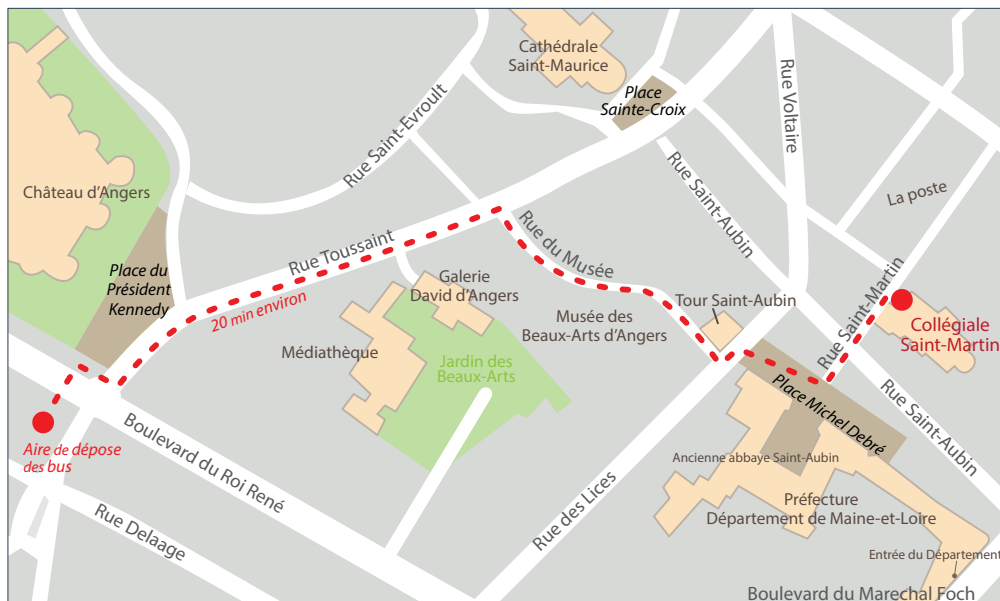 Cathédrale
Saint-Maurice
Place
Sainte-Croix
Rue Voltaire
Rue Saint-Evroult
Château d'Angers
Rue Saint-Aubin
La poste
Place du
Président
Kennedy
Rue Toussaint
20 min environ
Rue du Musée
Galerie
David d'Angers
Tour Saint-Aubin
Musée des
Beaux-Arts d'Angers
Médiathèque
Jardin des
Beaux-Arts
Rue Saint-Martin
Collégiale
Saint-Martin
Aire de dépose
des bus
Boulevard du Roi René
Place Michel Debré
Rue Saint-Aubin
Ancienne abbaye Saint-Aubin
Rue des Lices
Préfecture
Département de Maine-et-Loire
Rue Delaage
Entrée du Département
Boulevard du Marechal Foch